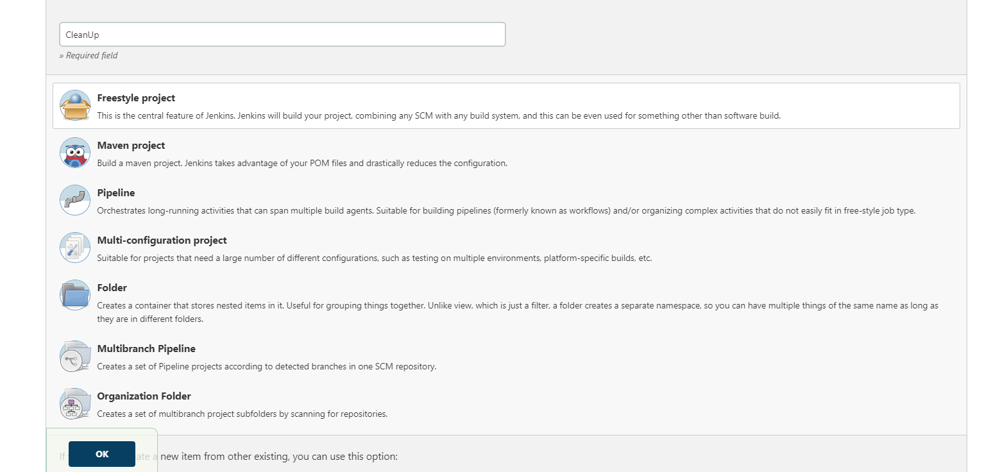 CleanUp
» Required field
Freestyle project
This is the central feature of Jenkins. Jenkins will build your project, combining any SCM with any build system, and this can be even used for something other than software build.
Maven project
Build a maven project. Jenkins takes advantage of your POM files and drastically reduces the configuration.
Pipeline
Orchestrates long-running activities that can span multiple build agents. Suitable for building pipelines (formerly known as workflows) and/or organizing complex activities that do not easily fit in free-style job type.
Multi-configuration project
Suitable for projects that need a large number of different configurations, such as testing on multiple environments, platform-specific builds, etc.
Folder
Creates a container that stores nested items in it. Useful for grouping things together. Unlike view, which is just a filter, a folder creates a separate namespace, so you can have multiple things of the same name as long as
they are in different folders.
Multibranch Pipeline
Creates a set of Pipeline projects according to detected branches in one SCM repository.
Organization Folder
Creates a set of multibranch project subfolders by scanning for repositories.
OK
If a new item from other existing, you can use this option: